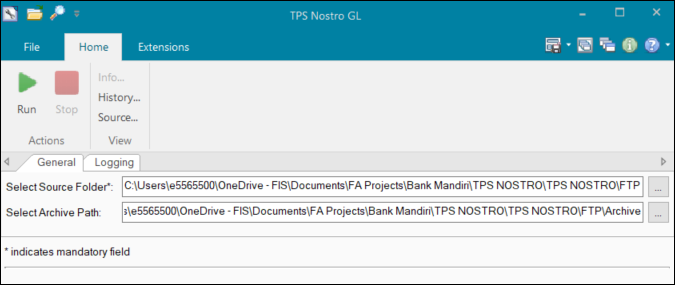 TPS Nostro GL
File Home Extensions
Run Stop Info...
History...
Source...
Actions View
General Logging
Select Source Folder*: C:\Users\e5565500\OneDrive - FIS\Documents\FA Projects\Bank Mandiri\TPS NOSTRO\TPS NOSTRO\FTP ...
Select Archive Path: s\e5565500\OneDrive - FIS\Documents\FA Projects\Bank Mandiri\TPS NOSTRO\TPS NOSTRO\FTP\Archive ...
* indicates mandatory field